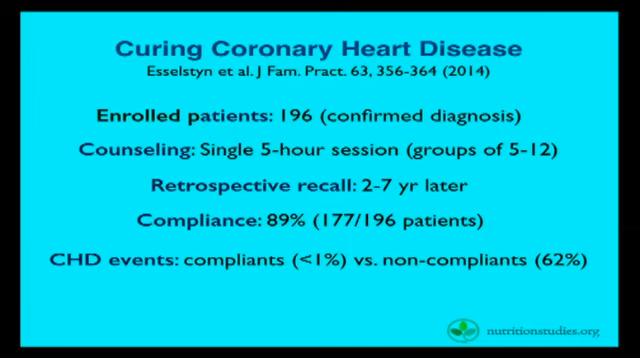 Curing Coronary Heart Disease
Esselstyn et al. J Fam. Pract. 63, 356-364 (2014)
Enrolled patients: 196 (confirmed diagnosis)
Counseling: Single 5-hour session (groups of 5-12)
Retrospective recall: 2-7 yr later
Compliance: 89% (177/196 patients)
CHD events: compliants (<1%) vs. non-compliants (62%)
nutritionstudies.org